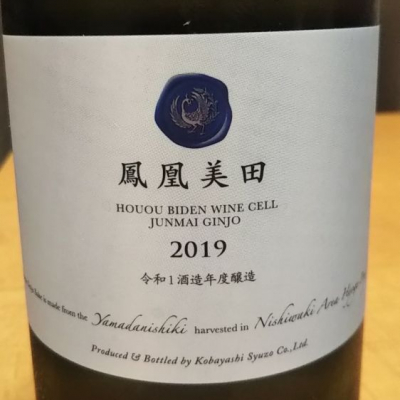 鳳凰美田
HOUOU BIDEN WINE CELL
JUNMAI GINJO
2019
令和1酒造年度醸造
is made from the Yamadanishiki harvested in Nishiwaki Area
Produced & Bottled by Kobayashi Syuzo Co.,Ltd.